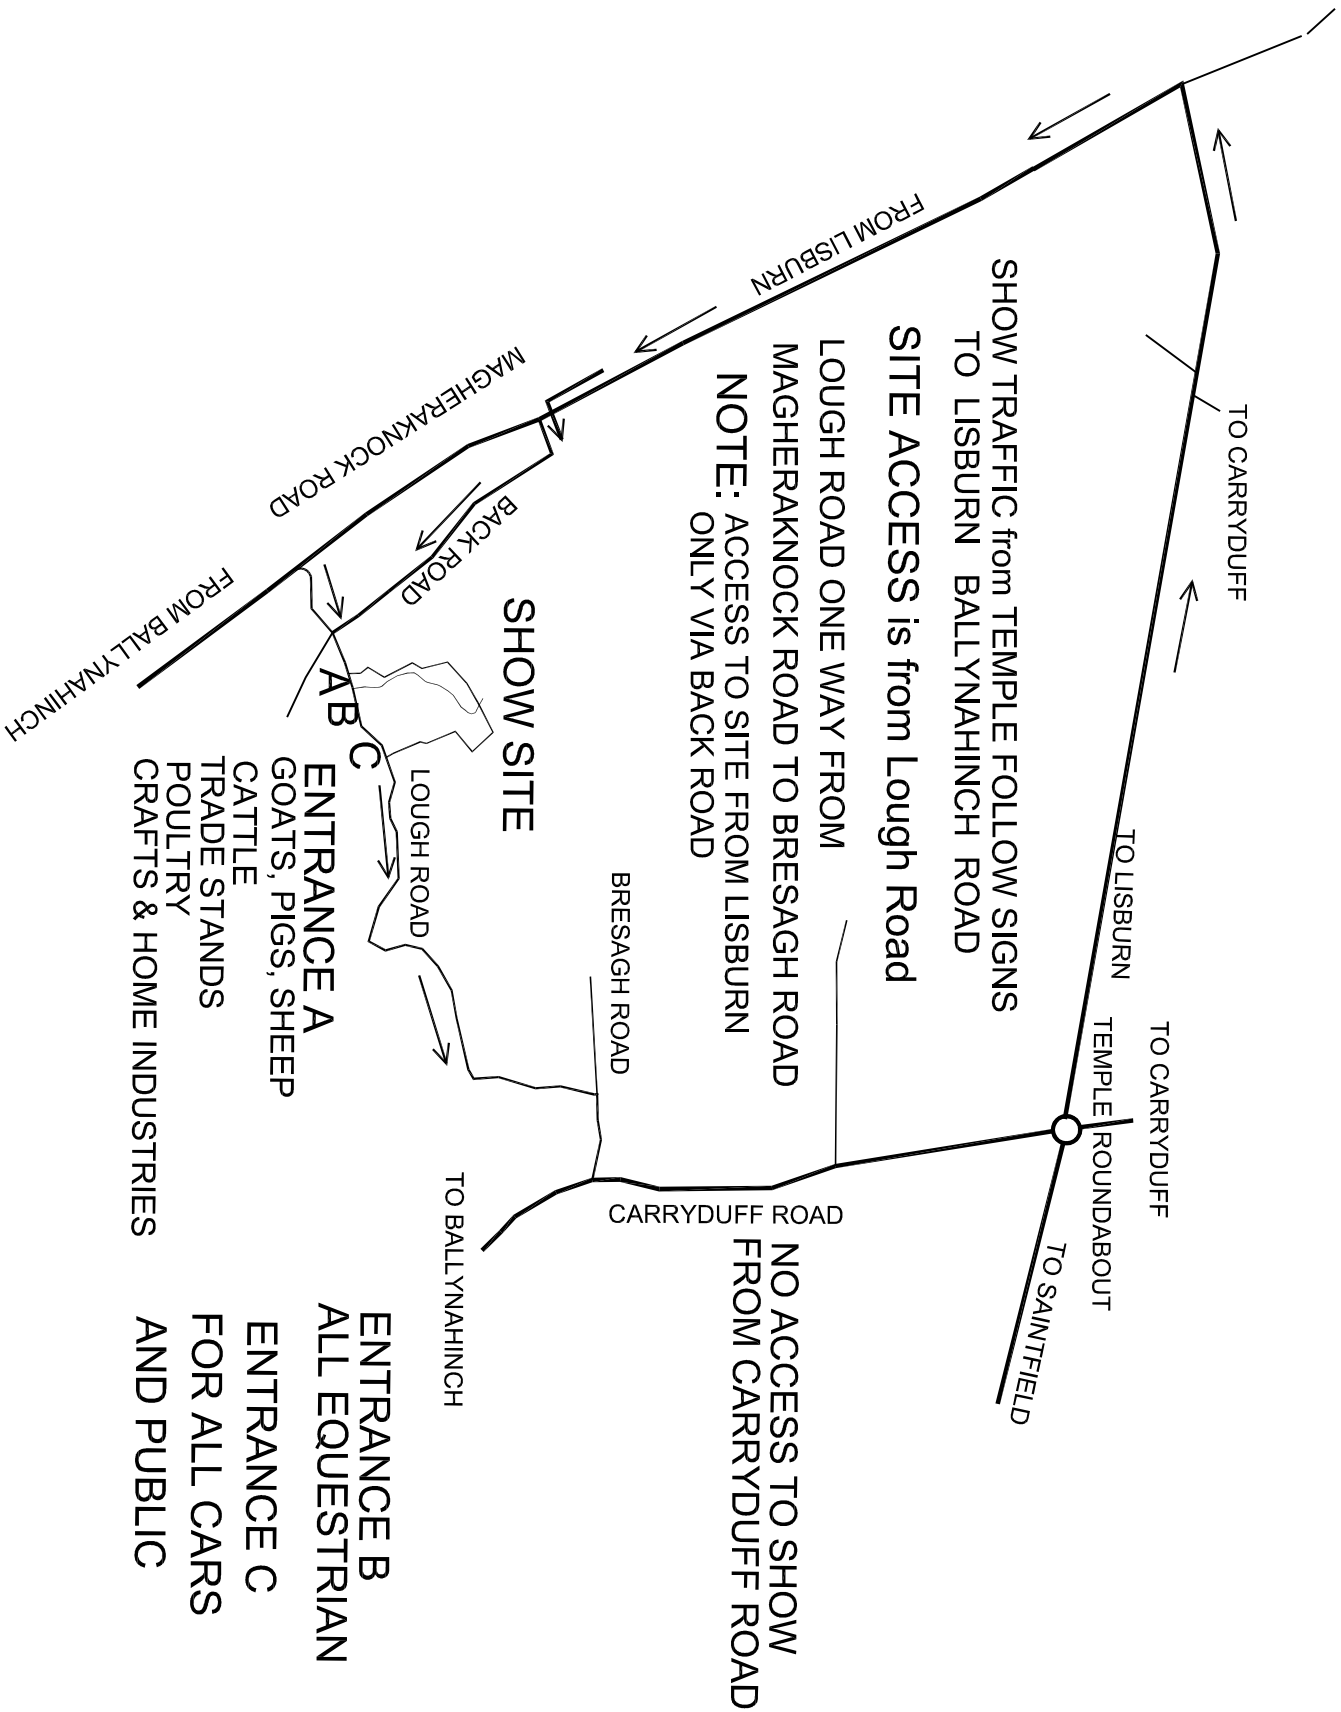 TO CARRYDUFF
TO LISBURN
TO CARRYDUFF
TEMPLE ROUNDABOUT
TO SAINTFIELD
SHOW TRAFFIC from TEMPLE FOLLOW SIGNS
TO LISBURN BALLYNAHINCH ROAD
SITE ACCESS is from Lough Road
LOUGH ROAD ONE WAY FROM
MAGHERAKNOCK ROAD TO BRESAGH ROAD
NOTE: ACCESS TO SITE FROM LISBURN
ONLY VIA BACK ROAD
FROM LISBURN
MAGHERAKNOCK ROAD
BACK ROAD
FROM BALLYNAHINCH
SHOW SITE
A
B
C
LOUGH ROAD
BRESAGH ROAD
CARRYDUFF ROAD
NO ACCESS TO SHOW
FROM CARRYDUFF ROAD
TO BALLYNAHINCH
ENTRANCE A
GOATS, PIGS, SHEEP
CATTLE
TRADE STANDS
POULTRY
CRAFTS & HOME INDUSTRIES
ENTRANCE B
ALL EQUESTRIAN
ENTRANCE C
FOR ALL CARS
AND PUBLIC